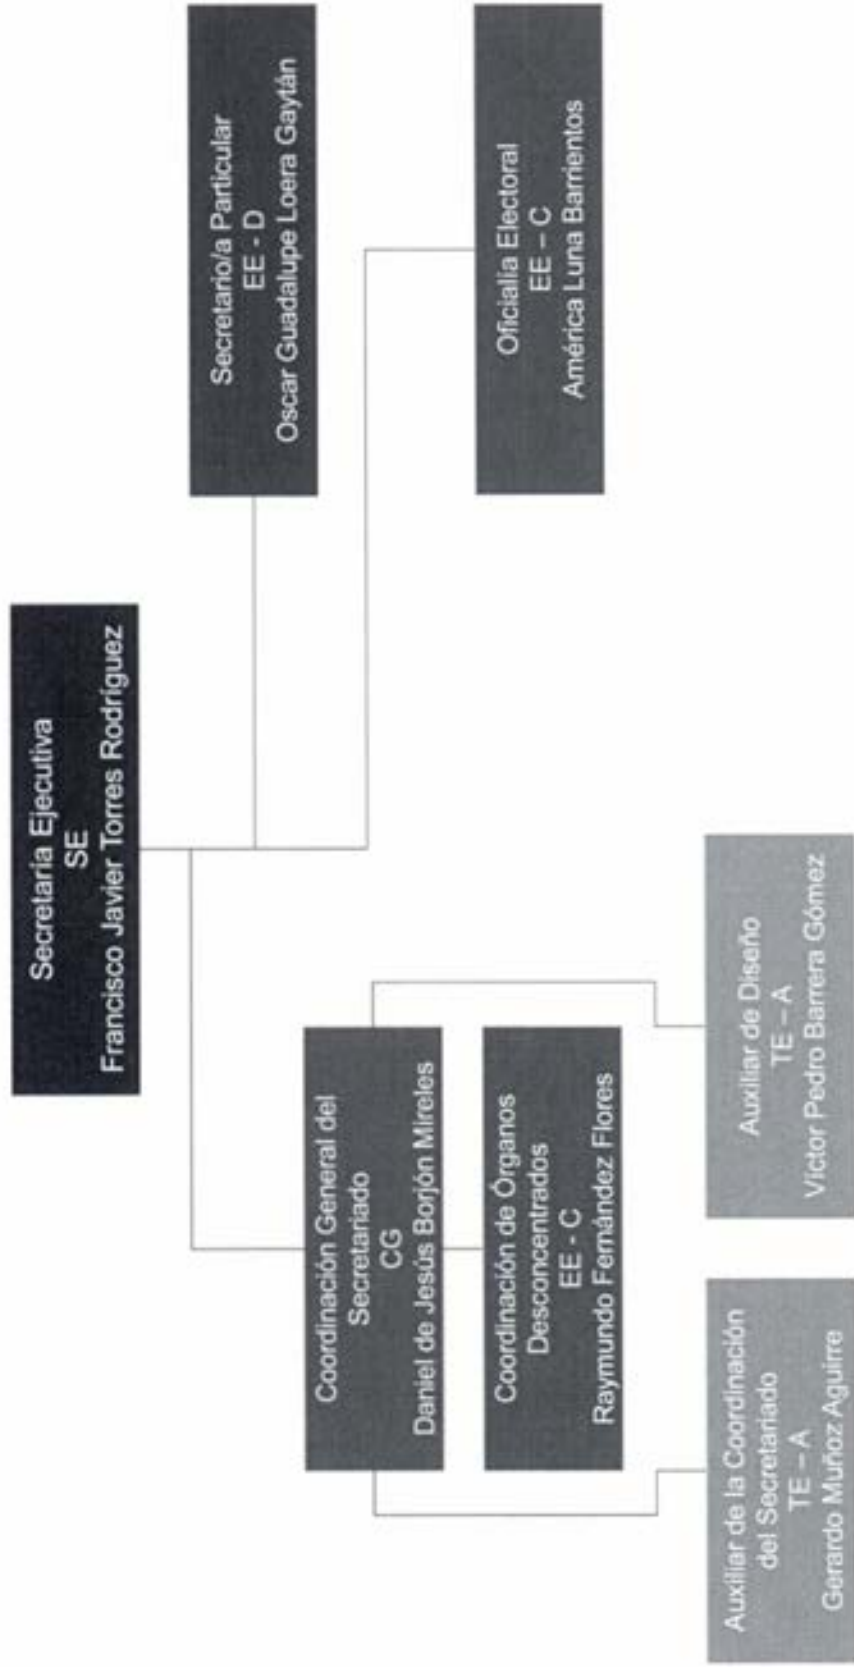 Secretaría Ejecutiva
SE
Francisco Javier Torres Rodríguez
Secretario/a Particular
EE - D
Oscar Guadalupe Loera Gaytán
Coordinación General del
Secretariado
CG
Daniel de Jesús Borjón Mireles
Oficialía Electoral
EE – C
América Luna Barrientos
Coordinación de Órganos
Desconcentrados
EE - C
Raymundo Fernández Flores
Auxiliar de la Coordinación
del Secretariado
TE – A
Gerardo Muñoz Aguirre
Auxiliar de Diseño
TE – A
Víctor Pedro Barrera Gómez